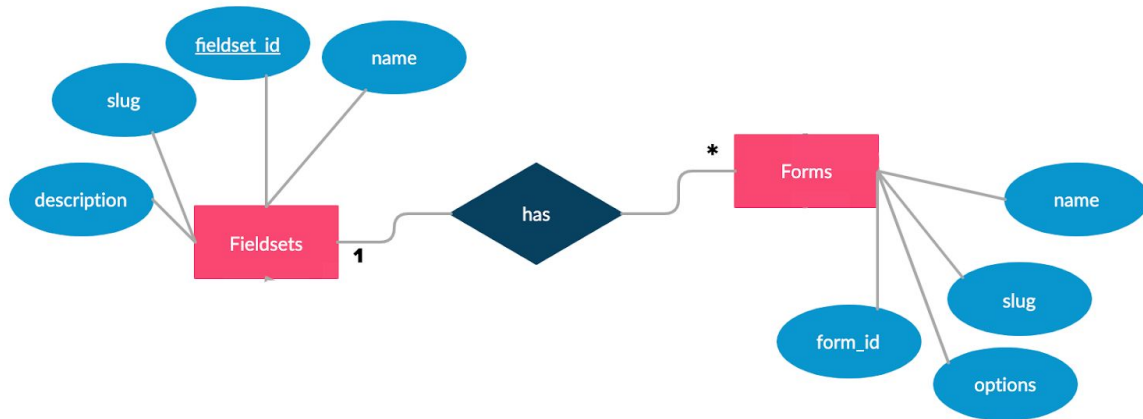 fieldset_id
name
slug
description
Fieldsets
1
has
*
Forms
name
slug
form_id
options